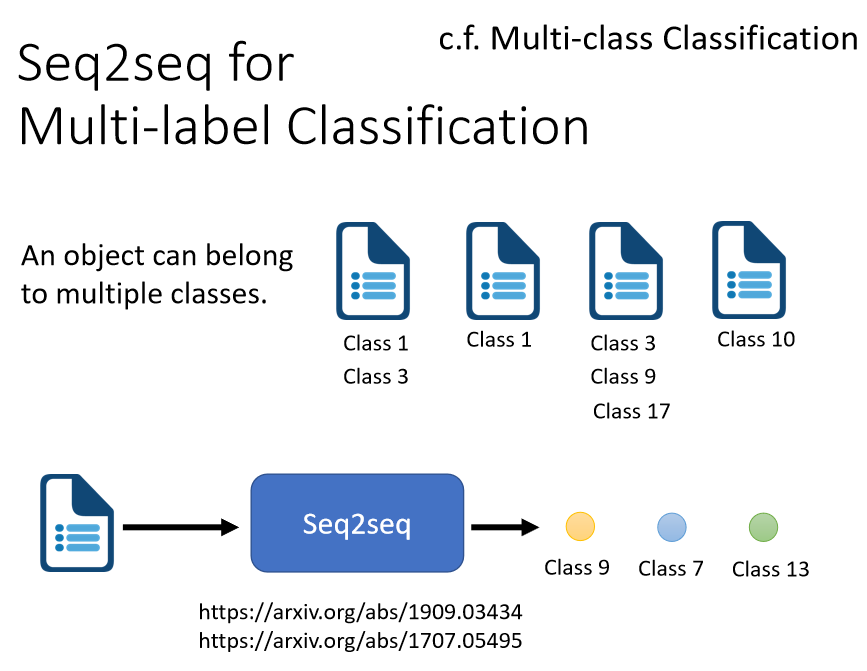 c.f. Multi-class Classification
Seq2seq for
Multi-label Classification
An object can belong
to multiple classes.
Class 1
Class 3
Class 1
Class 3
Class 9
Class 17
Class 10
Seq2seq
Class 9
Class 7
Class 13
https://arxiv.org/abs/1909.03434
https://arxiv.org/abs/1707.05495